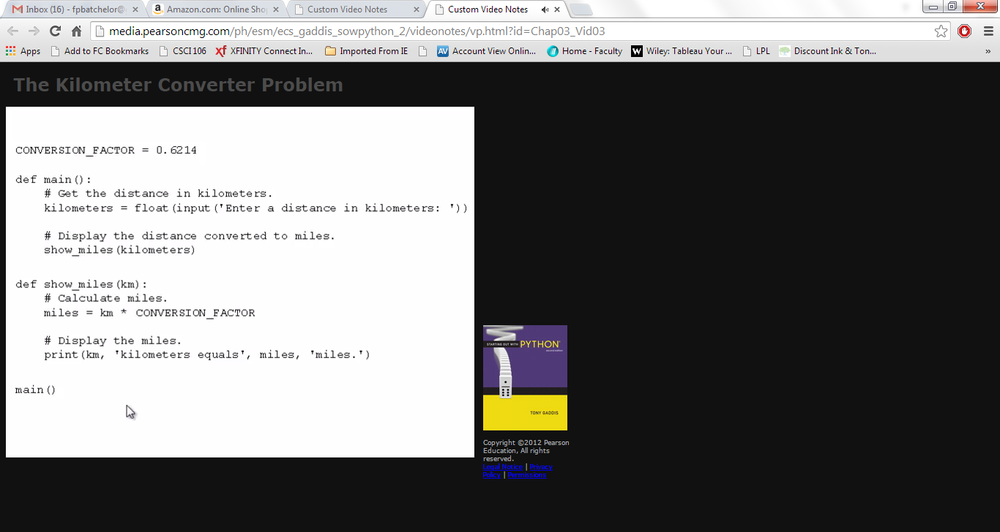 Inbox (16) - fpbatchelor@
Amazon.com: Online Sho
Custom Video Notes
Custom Video Notes
media.pearsoncmg.com/ph/esm/ecs_gaddis_sowpython_2/videonotes/vp.html?id=Chap03_Vid03
Apps
Add to FC Bookmarks
CSCI 106
XFINITY Connect In...
Imported From IE
AV
Account View Onlin...
Home - Faculty
W
Wiley: Tableau Your ...
LPL
Discount Ink & Ton...
»
The Kilometer Converter Problem
CONVERSION_FACTOR = 0.6214
def main():
# Get the distance in kilometers.
kilometers = float(input('Enter a distance in kilometers: '))
# Display the distance converted to miles.
show_miles(kilometers)
def show_miles(km):
# Calculate miles.
miles = km * CONVERSION_FACTOR
# Display the miles.
print(km, 'kilometers equals', miles, 'miles.')
main()
STARTING OUT WITH PYTHON
second edition
TONY GADDIS
Copyright ©2012 Pearson
Education, All rights
reserved.
Legal Notice | Privacy
Policy | Permissions